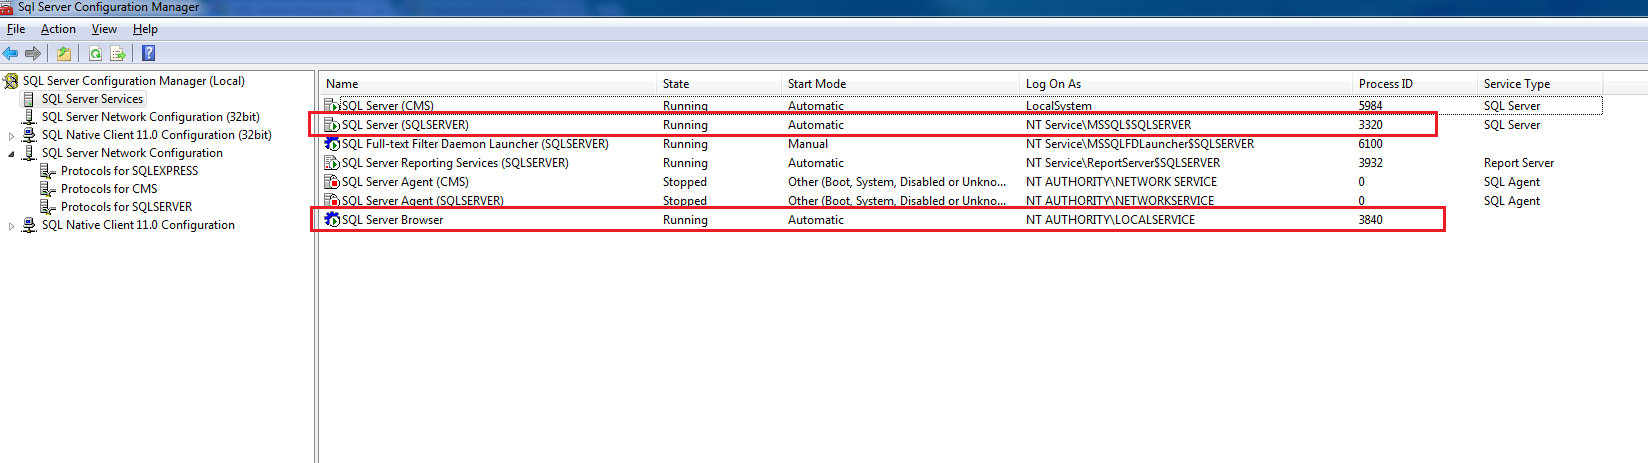 Sql Server Configuration Manager
File Action View Help
SQL Server Configuration Manager (Local)
SQL Server Services
SQL Server Network Configuration (32bit)
SQL Native Client 11.0 Configuration (32bit)
SQL Server Network Configuration
Protocols for SQLEXPRESS
Protocols for CMS
Protocols for SQLSERVER
SQL Native Client 11.0 Configuration
Name State Start Mode Log On As Process ID Service Type
SQL Server (CMS) Running Automatic LocalSystem 5984 SQL Server
SQL Server (SQLSERVER) Running Automatic NT Service\MSSQL$SQLSERVER 3320 SQL Server
SQL Full-text Filter Daemon Launcher (SQLSERVER) Running Manual NT Service\MSSQLFDLauncher$SQLSERVER 6100
SQL Server Reporting Services (SQLSERVER) Running Automatic NT Service\ReportServer$SQLSERVER 3932 Report Server
SQL Server Agent (CMS) Stopped Other (Boot, System, Disabled or Unkno... NT AUTHORITY\NETWORK SERVICE 0 SQL Agent
SQL Server Agent (SQLSERVER) Stopped Other (Boot, System, Disabled or Unkno... NT AUTHORITY\NETWORKSERVICE 0 SQL Agent
SQL Server Browser Running Automatic NT AUTHORITY\LOCALSERVICE 3840